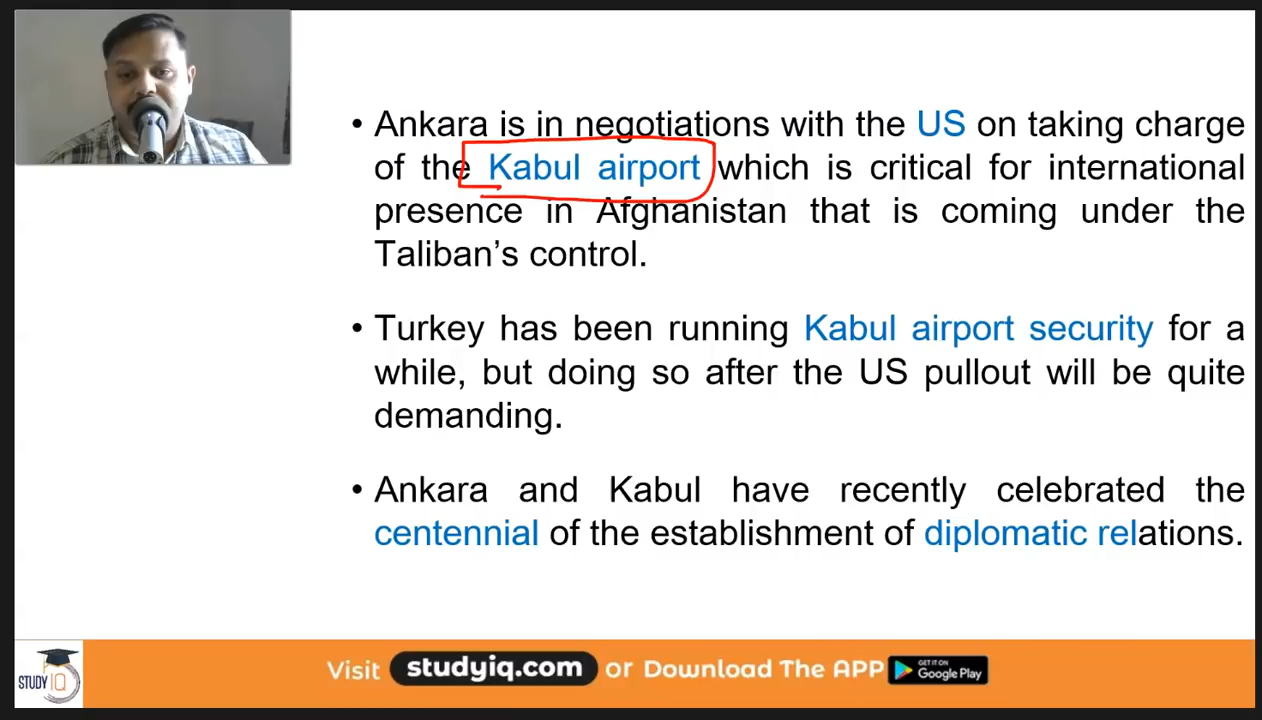 • Ankara is in negotiations with the US on taking charge
of the Kabul airport which is critical for international
presence in Afghanistan that is coming under the
Taliban’s control.
• Turkey has been running Kabul airport security for a
while, but doing so after the US pullout will be quite
demanding.
• Ankara and Kabul have recently celebrated the
centennial of the establishment of diplomatic relations.
STUDY IQ
Visit studyiq.com or Download The APP GET IT ON Google Play